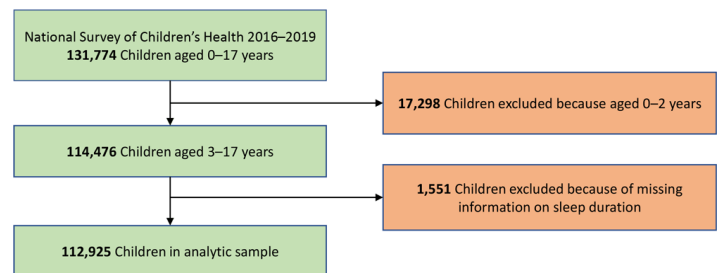 National Survey of Children’s Health 2016–2019
131,774 Children aged 0–17 years
17,298 Children excluded because aged 0–2 years
114,476 Children aged 3–17 years
1,551 Children excluded because of missing
information on sleep duration
112,925 Children in analytic sample